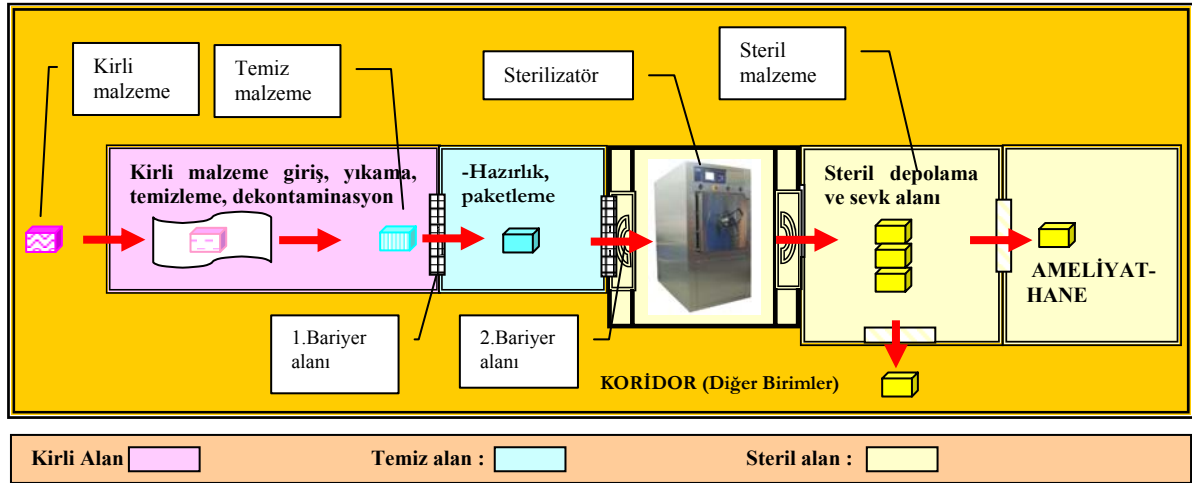 Kirli
malzeme
Temiz
malzeme
Sterilizatör
Steril
malzeme
Kirli malzeme giriş, yıkama,
temizleme, dekontaminasyon
-Hazırlık,
paketleme
Steril depolama
ve sevk alanı
AMELİYAT-
HANE
1.Bariyer
alanı
2.Bariyer
alanı
KORİDOR (Diğer Birimler)
Kirli Alan
Temiz alan :
Steril alan :